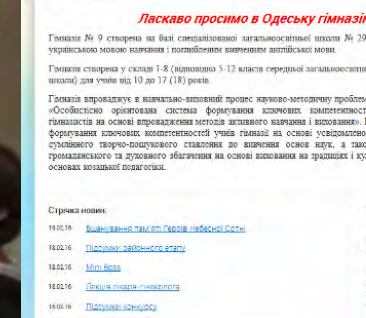 Ласкаво просимо в Одеську гімназі
Гімназія № 9 створена на базі спеціалізованої загальноосвітньої школи № 29
українською мовою навчання і поглибленим вивченням англійської мови.
Гімназія створена у складі 1-8 (відповідно 5-12 класів середньої загальноосвітн
школи) для учнів від 10 до 17 (18) років.
Гімназія впроваджує в навчально-виховний процес науково-методичну проблем
«Особистісно орієнтована система формування ключових компетентност
гімназистів на основі впровадження методів активного навчання і виховання».
формування ключових компетентностей учнів гімназії на основі усвідомлено
сумлінного творчо-пошукового ставлення до вивчення основ наук, а тако
громадянського та духовного збагачення на основі виховання на традиціях і ку
основах козацької педагогіки.
Стрічка новин:
19.02.16 Вшанування пам'яті Героїв Небесної Сотні
18.02.16 Підсумки районного етапу
18.02.16 Міні Boss
18.02.16 Лекція лікаря-гінеколога
16.02.16 Підсумки конкурсу